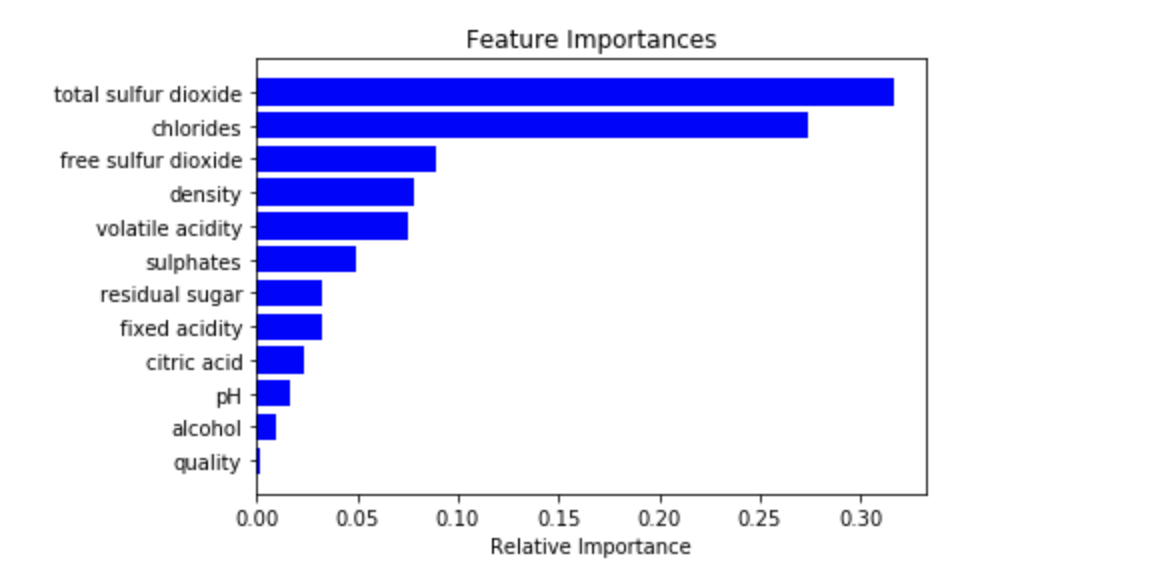 Feature Importances
total sulfur dioxide
chlorides
free sulfur dioxide
density
volatile acidity
sulphates
residual sugar
fixed acidity
citric acid
pH
alcohol
quality
0.00 0.05 0.10 0.15 0.20 0.25 0.30
Relative Importance